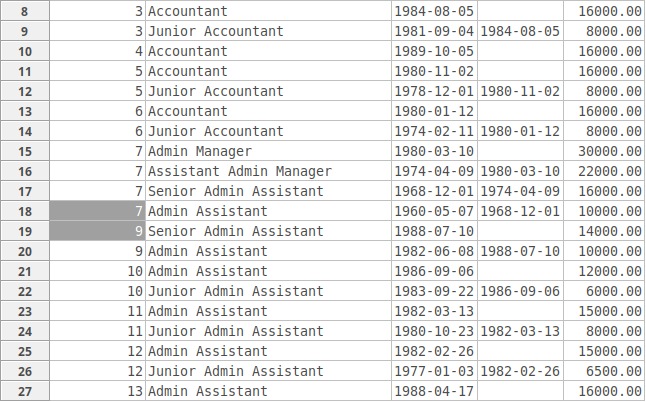 8 3 Accountant 1984-08-05 16000.00
9 3 Junior Accountant 1981-09-04 1984-08-05 8000.00
10 4 Accountant 1989-10-05 16000.00
11 5 Accountant 1980-11-02 16000.00
12 5 Junior Accountant 1978-12-01 1980-11-02 8000.00
13 6 Accountant 1980-01-12 16000.00
14 6 Junior Accountant 1974-02-11 1980-01-12 8000.00
15 7 Admin Manager 1980-03-10 30000.00
16 7 Assistant Admin Manager 1974-04-09 1980-03-10 22000.00
17 7 Senior Admin Assistant 1968-12-01 1974-04-09 16000.00
18 7 Admin Assistant 1960-05-07 1968-12-01 10000.00
19 9 Senior Admin Assistant 1988-07-10 14000.00
20 9 Admin Assistant 1982-06-08 1988-07-10 10000.00
21 10 Admin Assistant 1986-09-06 12000.00
22 10 Junior Admin Assistant 1983-09-22 1986-09-06 6000.00
23 11 Admin Assistant 1982-03-13 15000.00
24 11 Junior Admin Assistant 1980-10-23 1982-03-13 8000.00
25 12 Admin Assistant 1982-02-26 15000.00
26 12 Junior Admin Assistant 1977-01-03 1982-02-26 6500.00
27 13 Admin Assistant 1988-04-17 16000.00